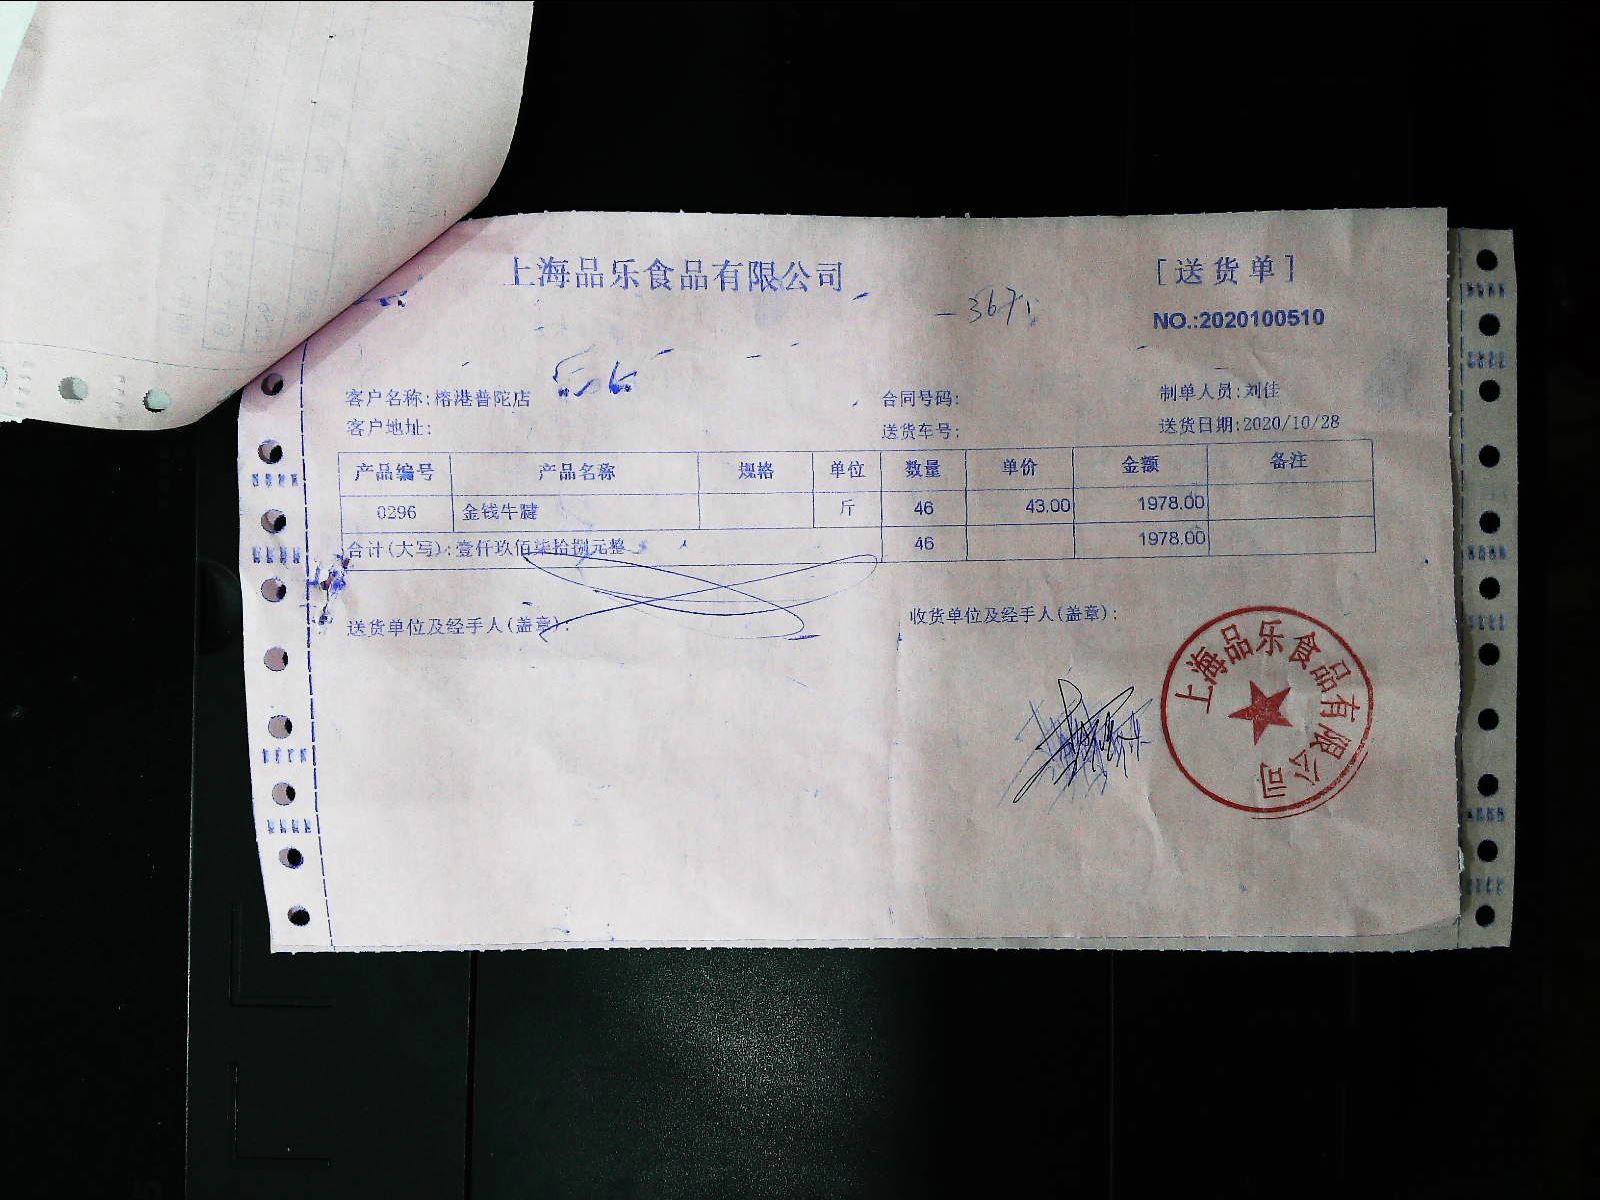 上海品乐食品有限公司
[送货单]
NO.:2020100510
客户名称:榕港普陀店
合同号码:
制单人员:刘佳
客户地址:
送货车号:
送货日期:2020/10/28
产品编号 产品名称 规格 单位 数量 单价 金额 备注
0296 金钱牛腱 斤 46 43.00 1978.00
合计(大写):壹仟玖佰柒拾捌元整 46 1978.00
送货单位及经手人(盖章):
收货单位及经手人(盖章):
上海品乐食品有限公司